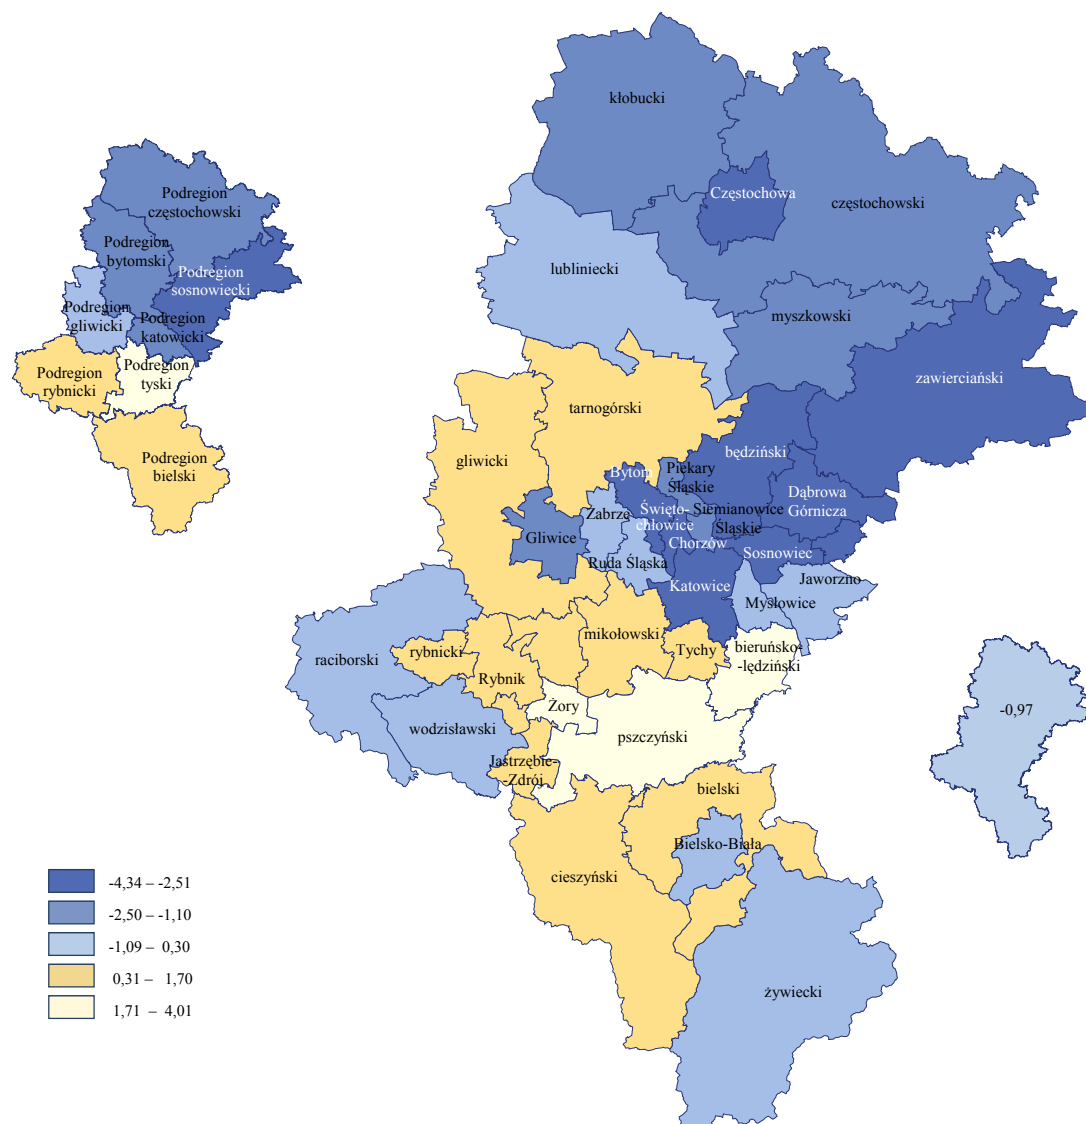 kłobucki
Częstochowa
częstochowski
lubliniecki
myszkowski
zawierciański
tarnogórski
gliwicki
będziński
Bytom
Piekary
Śląskie
Dąbrowa
Górnicza
Święto-
chłowice
Siemianowice
Śląskie
Zabrze
Gliwice
Chorzów
Sosnowiec
Ruda Śląska
Katowice
Jaworzno
Mysłowice
mikołowski
Tychy
bieruńsko-
-lędziński
raciborski
rybnicki
Rybnik
Żory
wodzisławski
pszczyński
Jastrzębie-
-Zdrój
bielski
Bielsko-Biała
cieszyński
żywiecki
Podregion
częstochowski
Podregion
bytomski
Podregion
sosnowiecki
Podregion
gliwicki
Podregion
katowicki
Podregion
rybnicki
Podregion
tyski
Podregion
bielski
-0,97
-4,34 – -2,51
-2,50 – -1,10
-1,09 – 0,30
0,31 – 1,70
1,71 – 4,01